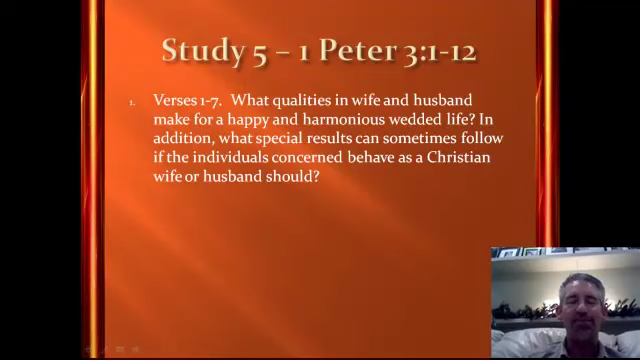 Study 5 – 1 Peter 3:1-12
1. Verses 1-7. What qualities in wife and husband
make for a happy and harmonious wedded life? In
addition, what special results can sometimes follow
if the individuals concerned behave as a Christian
wife or husband should?